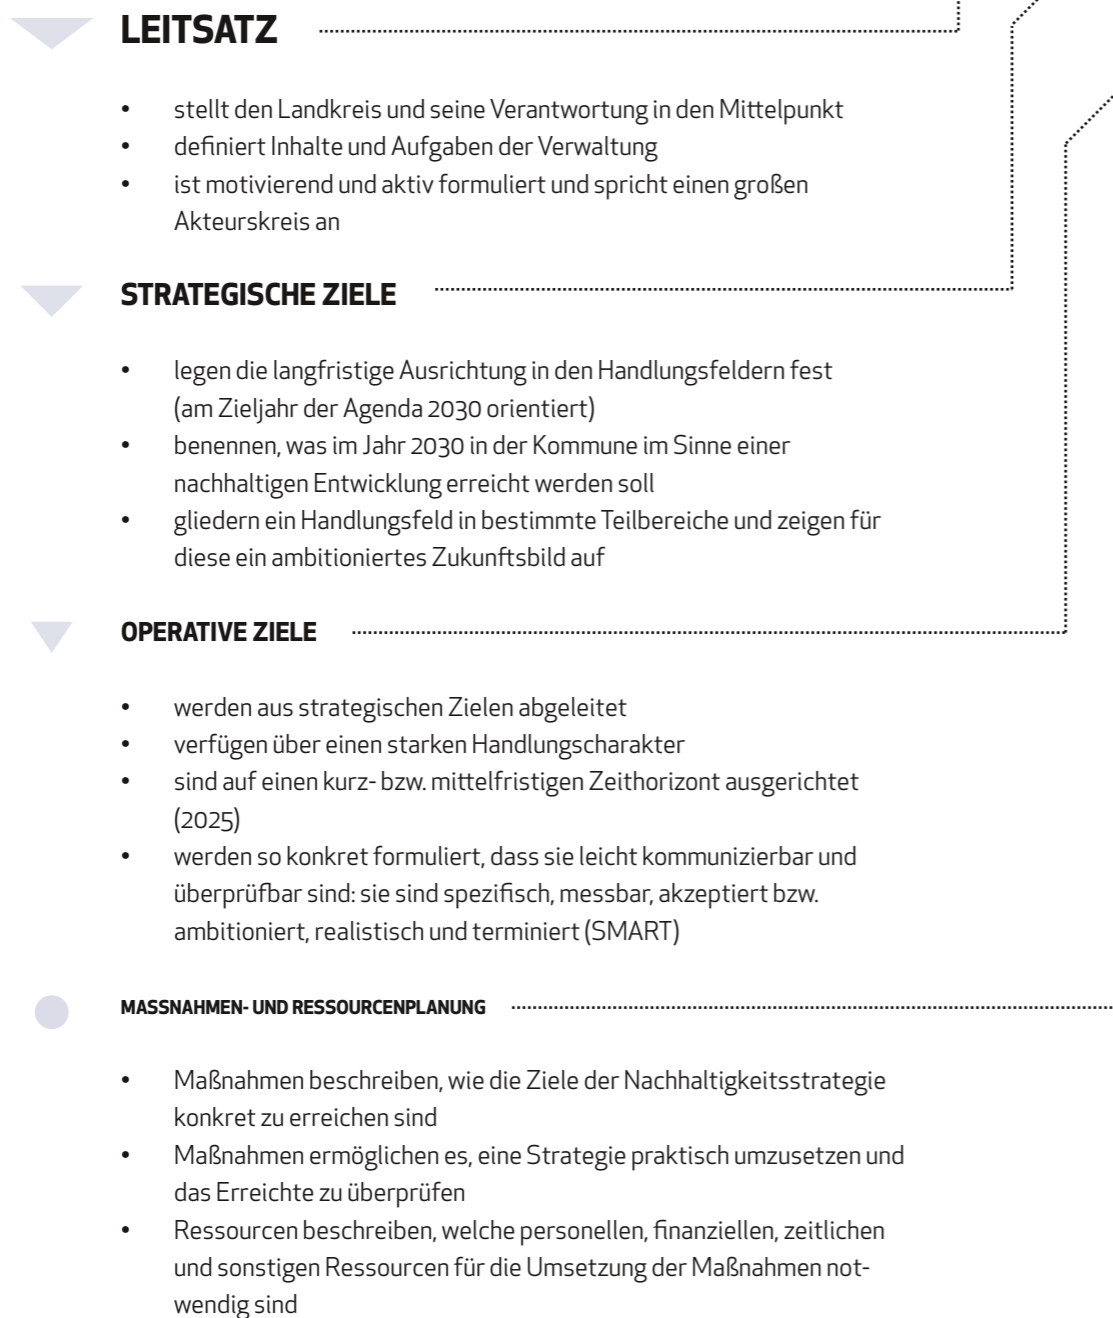 LEITSATZ
• stellt den Landkreis und seine Verantwortung in den Mittelpunkt
• definiert Inhalte und Aufgaben der Verwaltung
• ist motivierend und aktiv formuliert und spricht einen großen
Akteurskreis an
STRATEGISCHE ZIELE
• legen die langfristige Ausrichtung in den Handlungsfeldern fest
(am Zieljahr der Agenda 2030 orientiert)
• benennen, was im Jahr 2030 in der Kommune im Sinne einer
nachhaltigen Entwicklung erreicht werden soll
• gliedern ein Handlungsfeld in bestimmte Teilbereiche und zeigen für
diese ein ambitioniertes Zukunftsbild auf
OPERATIVE ZIELE
• werden aus strategischen Zielen abgeleitet
• verfügen über einen starken Handlungscharakter
• sind auf einen kurz- bzw. mittelfristigen Zeithorizont ausgerichtet
(2025)
• werden so konkret formuliert, dass sie leicht kommunizierbar und
überprüfbar sind: sie sind spezifisch, messbar, akzeptiert bzw.
ambitioniert, realistisch und terminiert (SMART)
MASSNAHMEN- UND RESSOURCENPLANUNG
• Maßnahmen beschreiben, wie die Ziele der Nachhaltigkeitsstrategie
konkret zu erreichen sind
• Maßnahmen ermöglichen es, eine Strategie praktisch umzusetzen und
das Erreichte zu überprüfen
• Ressourcen beschreiben, welche personellen, finanziellen, zeitlichen
und sonstigen Ressourcen für die Umsetzung der Maßnahmen not-
wendig sind